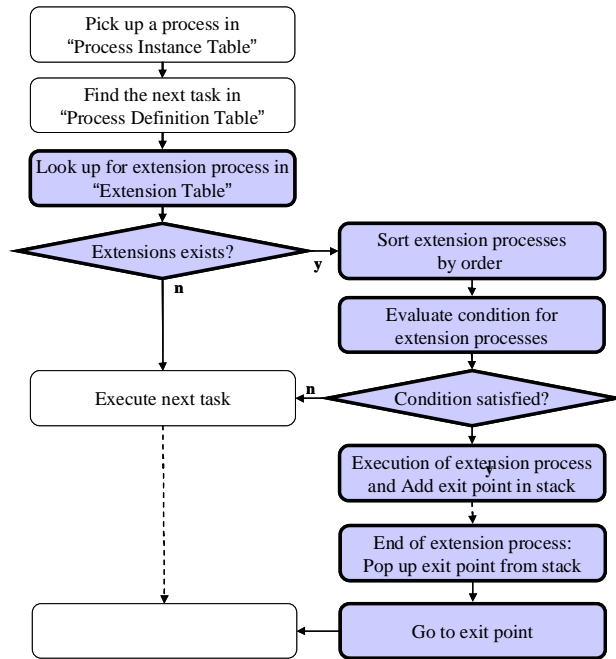 Pick up a process in
“Process Instance Table”
Find the next task in
“Process Definition Table”
Look up for extension process in
“Extension Table”
Extensions exists?
y
n
Sort extension processes
by order
Evaluate condition for
extension processes
Condition satisfied?
n
Execute next task
y
Execution of extension process
and Add exit point in stack
End of extension process:
Pop up exit point from stack
Go to exit point